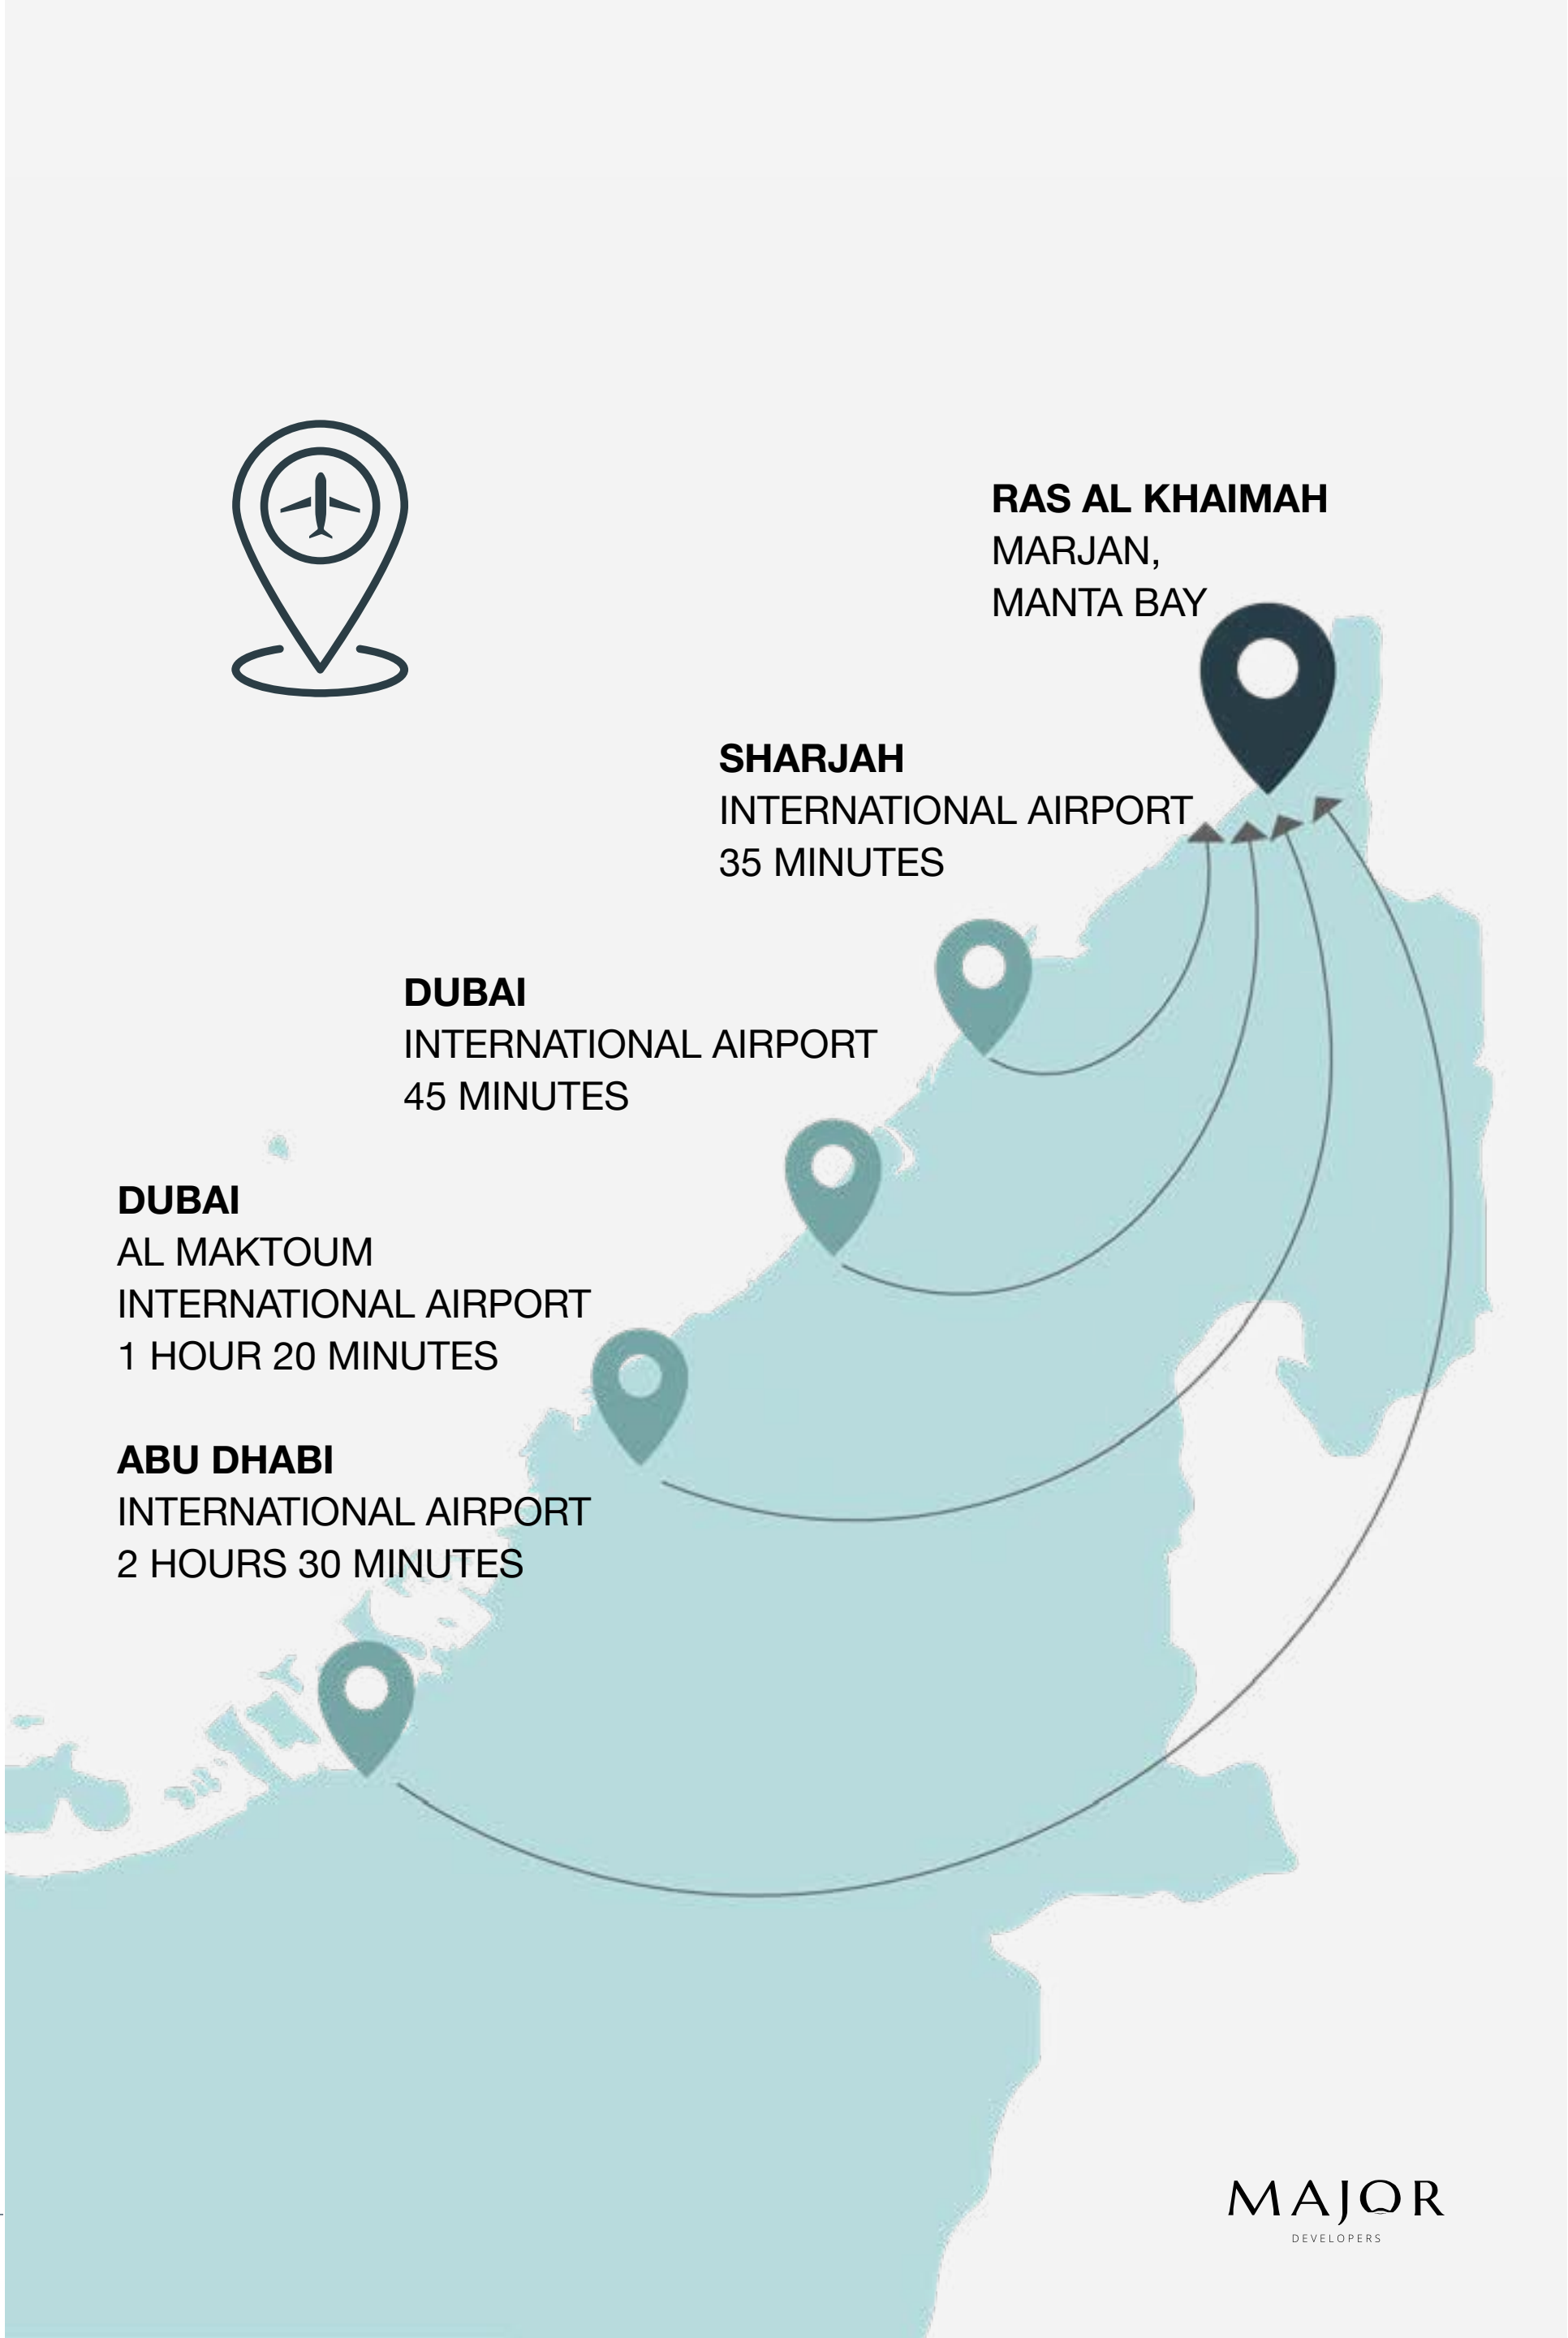 RAS AL KHAIMAH
MARJAN,
MANTA BAY
SHARJAH
INTERNATIONAL AIRPORT
35 MINUTES
DUBAI
INTERNATIONAL AIRPORT
45 MINUTES
DUBAI
AL MAKTOUM
INTERNATIONAL AIRPORT
1 HOUR 20 MINUTES
ABU DHABI
INTERNATIONAL AIRPORT
2 HOURS 30 MINUTES
MAJOR
DEVELOPERS